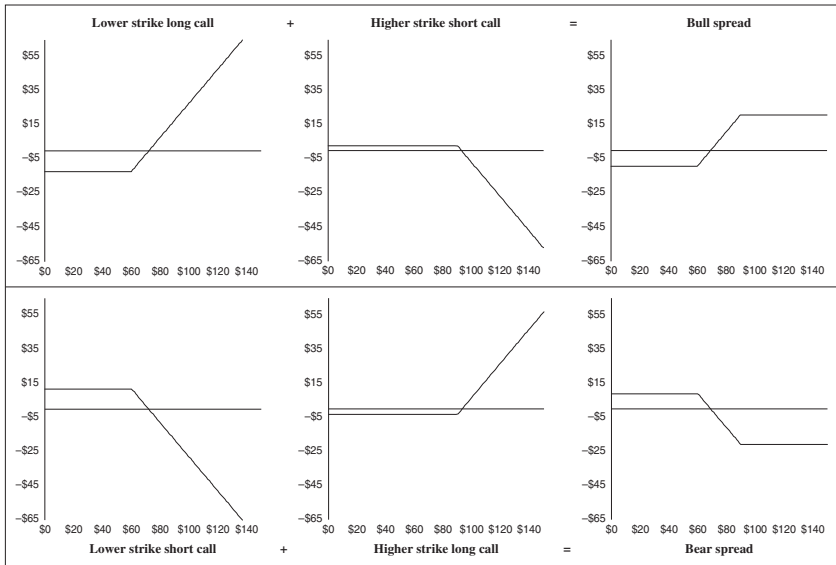 Lower strike long call + Higher strike short call = Bull spread
$55 $55 $55
$35 $35 $35
$15 $15 $15
–$5 –$5 –$5
–$25 –$25 –$25
–$45 –$45 –$45
–$65 –$65 –$65
$0 $20 $40 $60 $80 $100 $120 $140 $0 $20 $40 $60 $80 $100 $120 $140 $0 $20 $40 $60 $80 $100 $120 $140
$55 $55 $55
$35 $35 $35
$15 $15 $15
–$5 –$5 –$5
–$25 –$25 –$25
–$45 –$45 –$45
–$65 –$65 –$65
$0 $20 $40 $60 $80 $100 $120 $140 $0 $20 $40 $60 $80 $100 $120 $140 $0 $20 $40 $60 $80 $100 $120 $140
Lower strike short call + Higher strike long call = Bear spread